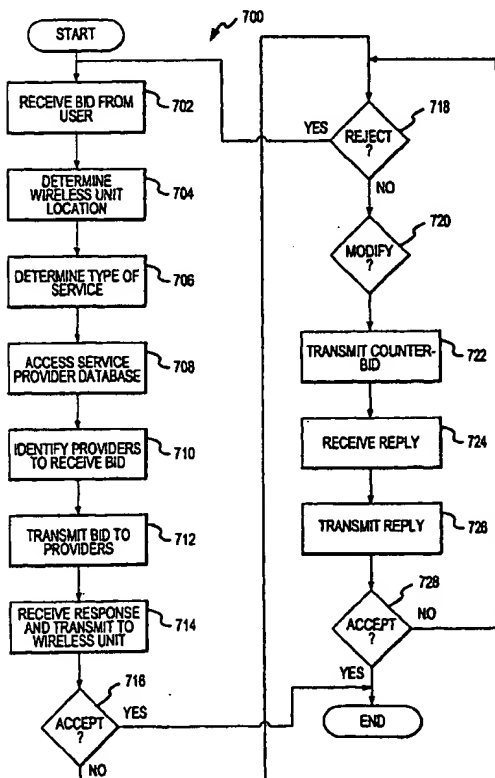 START
700
RECEIVE BID FROM
USER
702
DETERMINE
WIRELESS UNIT
LOCATION
704
DETERMINE TYPE OF
SERVICE
706
ACCESS SERVICE
PROVIDER DATABASE
708
IDENTIFY PROVIDERS
TO RECEIVE BID
710
TRANSMIT BID TO
PROVIDERS
712
RECEIVE RESPONSE
AND TRANSMIT TO
WIRELESS UNIT
714
716
ACCEPT
?
YES
NO
718
REJECT
?
YES
NO
720
MODIFY
?
TRANSMIT COUNTER-
BID
722
RECEIVE REPLY
724
TRANSMIT REPLY
726
728
ACCEPT
?
NO
YES
END